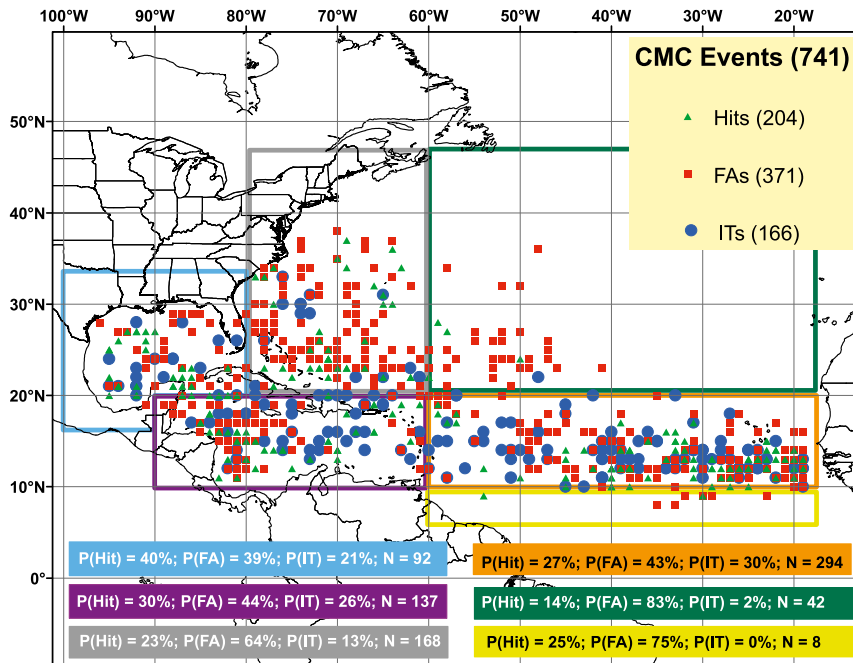 100°W 90°W 80°W 70°W 60°W 50°W 40°W 30°W 20°W
CMC Events (741)
Hits (204)
FAs (371)
ITs (166)
50°N
40°N
30°N
20°N
10°N
0°
P(Hit) = 40%; P(FA) = 39%; P(IT) = 21%; N = 92
P(Hit) = 27%; P(FA) = 43%; P(IT) = 30%; N = 294
P(Hit) = 30%; P(FA) = 44%; P(IT) = 26%; N = 137
P(Hit) = 14%; P(FA) = 83%; P(IT) = 2%; N = 42
P(Hit) = 23%; P(FA) = 64%; P(IT) = 13%; N = 168
P(Hit) = 25%; P(FA) = 75%; P(IT) = 0%; N = 8